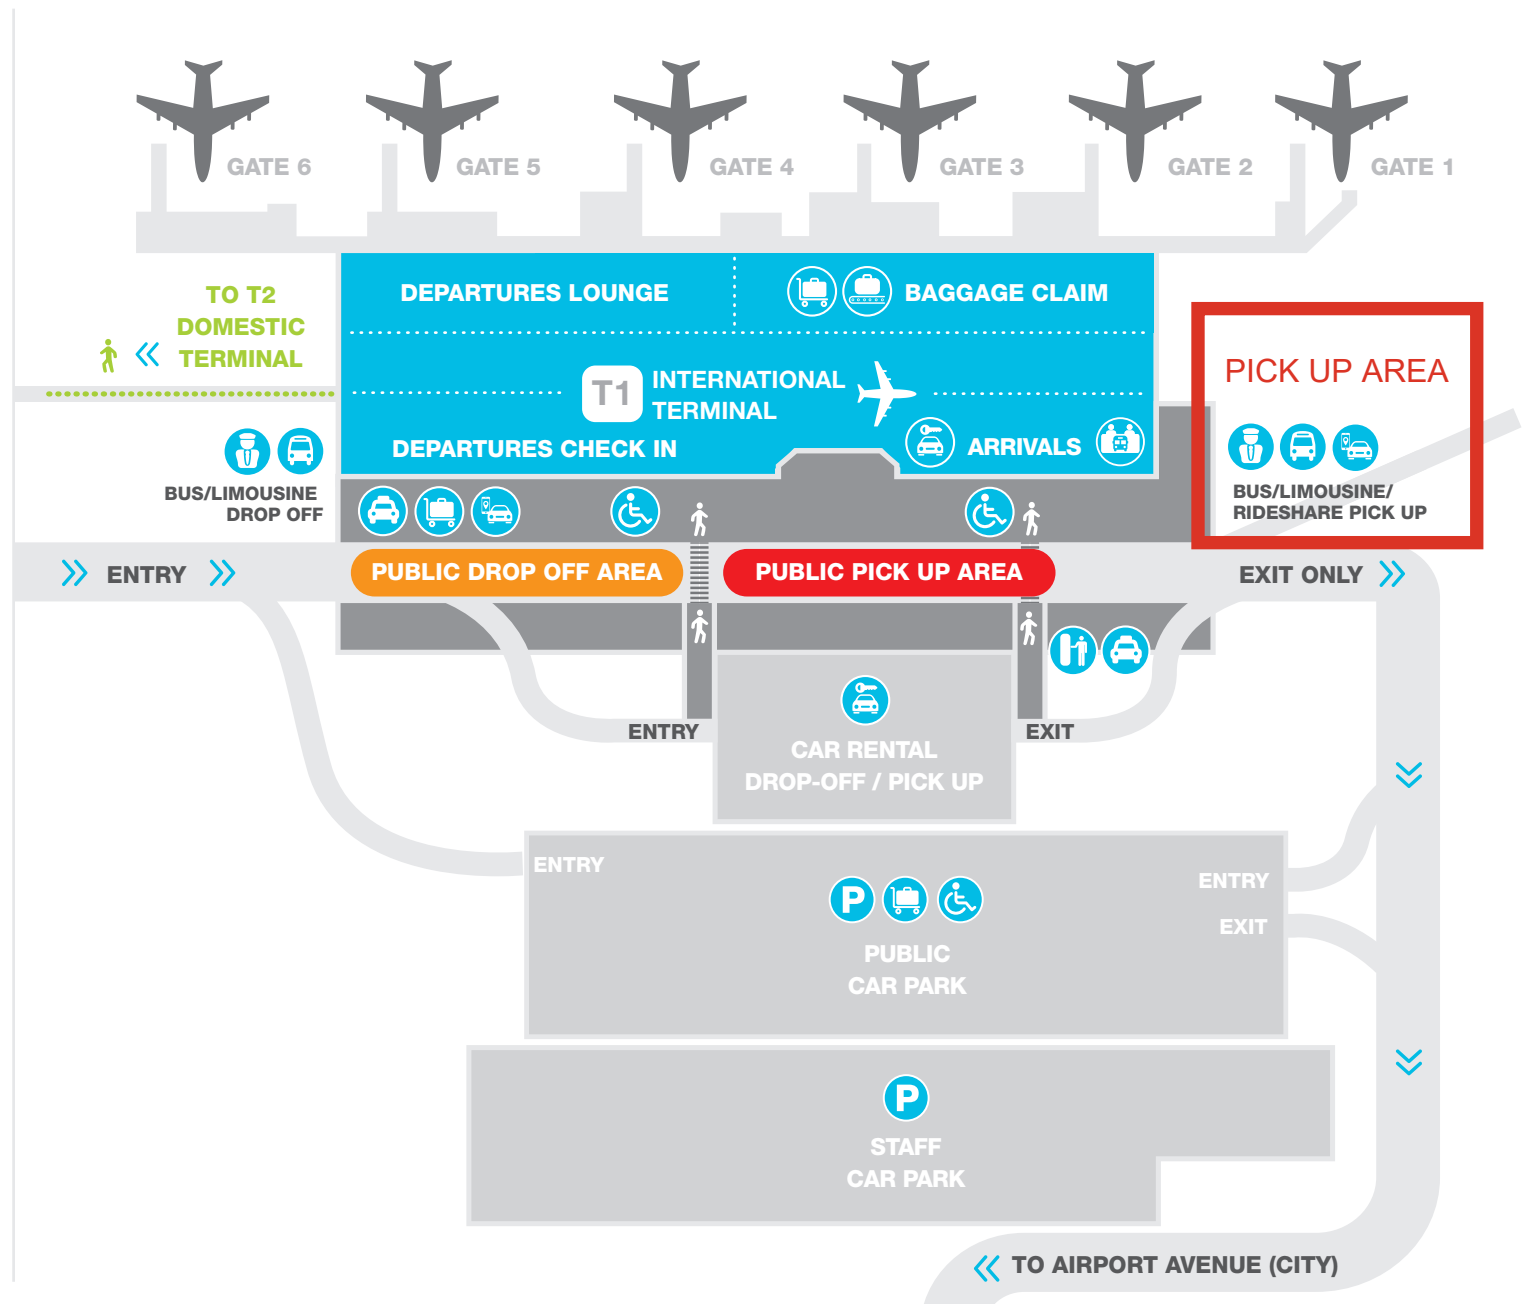 GATE 6
GATE 5
GATE 4
GATE 3
GATE 2
GATE 1
TO T2
DOMESTIC
TERMINAL
DEPARTURES LOUNGE
BAGGAGE CLAIM
T1
INTERNATIONAL
TERMINAL
DEPARTURES CHECK IN
ARRIVALS
PICK UP AREA
BUS/LIMOUSINE
DROP OFF
BUS/LIMOUSINE/
RIDESHARE PICK UP
ENTRY
PUBLIC DROP OFF AREA
PUBLIC PICK UP AREA
EXIT ONLY
ENTRY
EXIT
CAR RENTAL
DROP-OFF / PICK UP
ENTRY
ENTRY
EXIT
P
PUBLIC
CAR PARK
P
STAFF
CAR PARK
TO AIRPORT AVENUE (CITY)